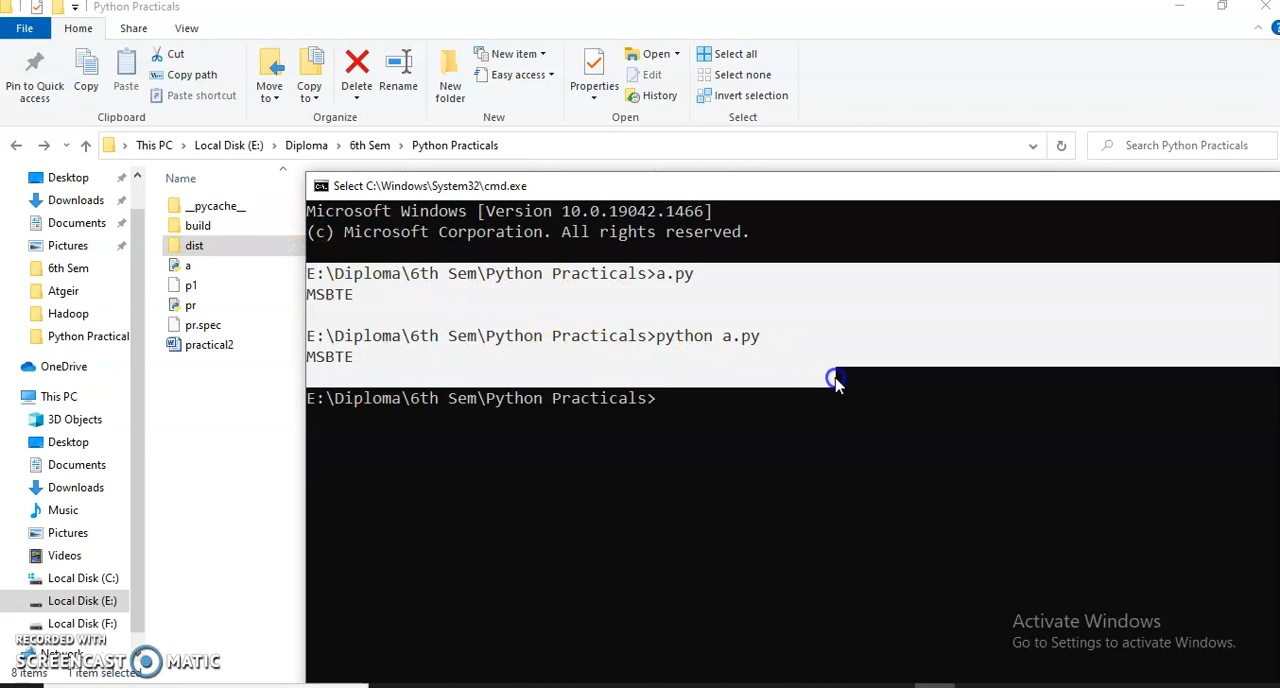 Python Practicals
File Home Share View
Pin to Quick access
Copy
Paste
Cut
Copy path
Paste shortcut
Clipboard
Move to
Copy to
Delete
Rename
Organize
New folder
New item
Easy access
New
Properties
Open
Edit
History
Open
Select all
Select none
Invert selection
Select
This PC > Local Disk (E:) > Diploma > 6th Sem > Python Practicals
Search Python Practicals
Desktop
Downloads
Documents
Pictures
6th Sem
Atgeir
Hadoop
Python Practical
OneDrive
This PC
3D Objects
Desktop
Documents
Downloads
Music
Pictures
Videos
Local Disk (C:)
Local Disk (E:)
Local Disk (F:)
Network
8 items 1 item selected
Name
__pycache__
build
dist
a
p1
pr
pr.spec
practical2
Select C:\Windows\System32\cmd.exe
Microsoft Windows [Version 10.0.19042.1466]
(c) Microsoft Corporation. All rights reserved.
E:\Diploma\6th Sem\Python Practicals>a.py
MSBTE
E:\Diploma\6th Sem\Python Practicals>python a.py
MSBTE
E:\Diploma\6th Sem\Python Practicals>
Activate Windows
Go to Settings to activate Windows.
RECORDED WITH
SCREENCAST MATIC